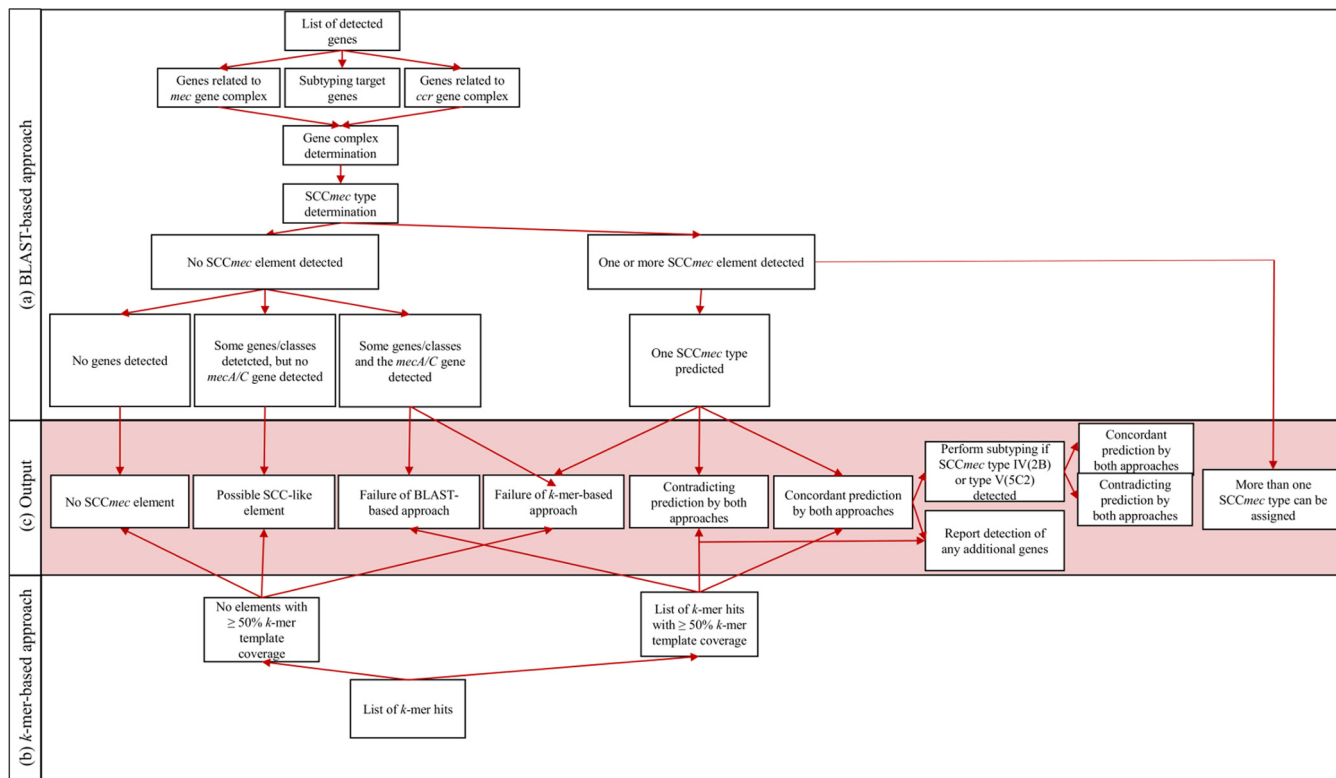 (a) BLAST-based approach
List of detected
genes
Genes related to
mec gene complex
Subtyping target
genes
Genes related to
ccr gene complex
Gene complex
determination
SCCmec type
determination
No SCCmec element detected
One or more SCCmec element detected
No genes detected
Some genes/classes
detetcted, but no
mecA/C gene detected
Some genes/classes
and the mecA/C gene
detected
One SCCmec type
predicted
(c) Output
No SCCmec element
Possible SCC-like
element
Failure of BLAST-
based approach
Failure of k-mer-based
approach
Contradicting
prediction by both
approaches
Concordant prediction
by both approaches
Perform subtyping if
SCCmec type IV(2B)
or type V(5C2)
detected
Report detection of
any additional genes
Concordant
prediction by
both approaches
Contradicting
prediction by
both approaches
More than one
SCCmec type can be
assigned
(b) k-mer-based approach
No elements with
≥ 50% k-mer
template
coverage
List of k-mer hits
with ≥ 50% k-mer
template coverage
List of k-mer hits